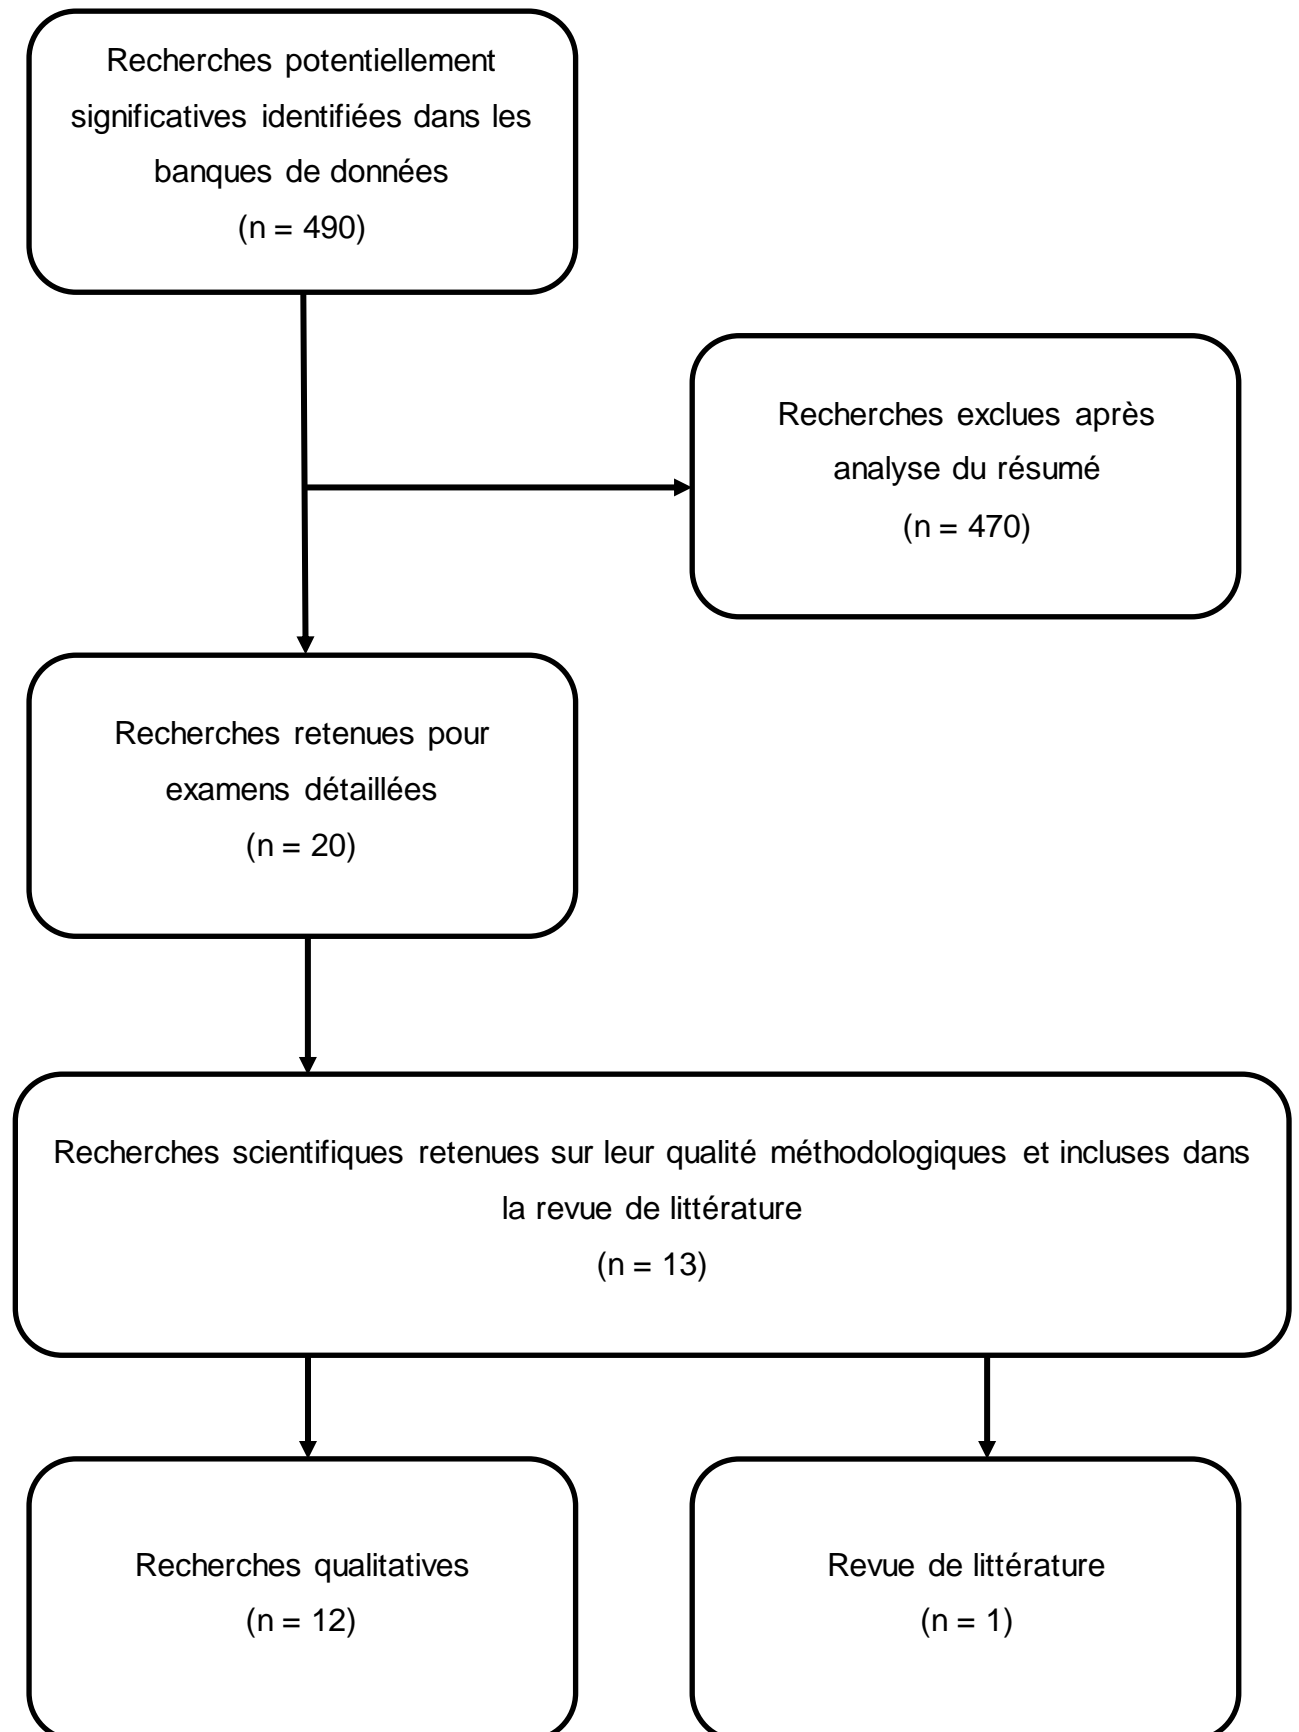 Recherches potentiellement
significatives identifiées dans les
banques de données
(n = 490)
Recherches exclues après
analyse du résumé
(n = 470)
Recherches retenues pour
examens détaillées
(n = 20)
Recherches scientifiques retenues sur leur qualité méthodologiques et incluses dans
la revue de littérature
(n = 13)
Recherches qualitatives
(n = 12)
Revue de littérature
(n = 1)